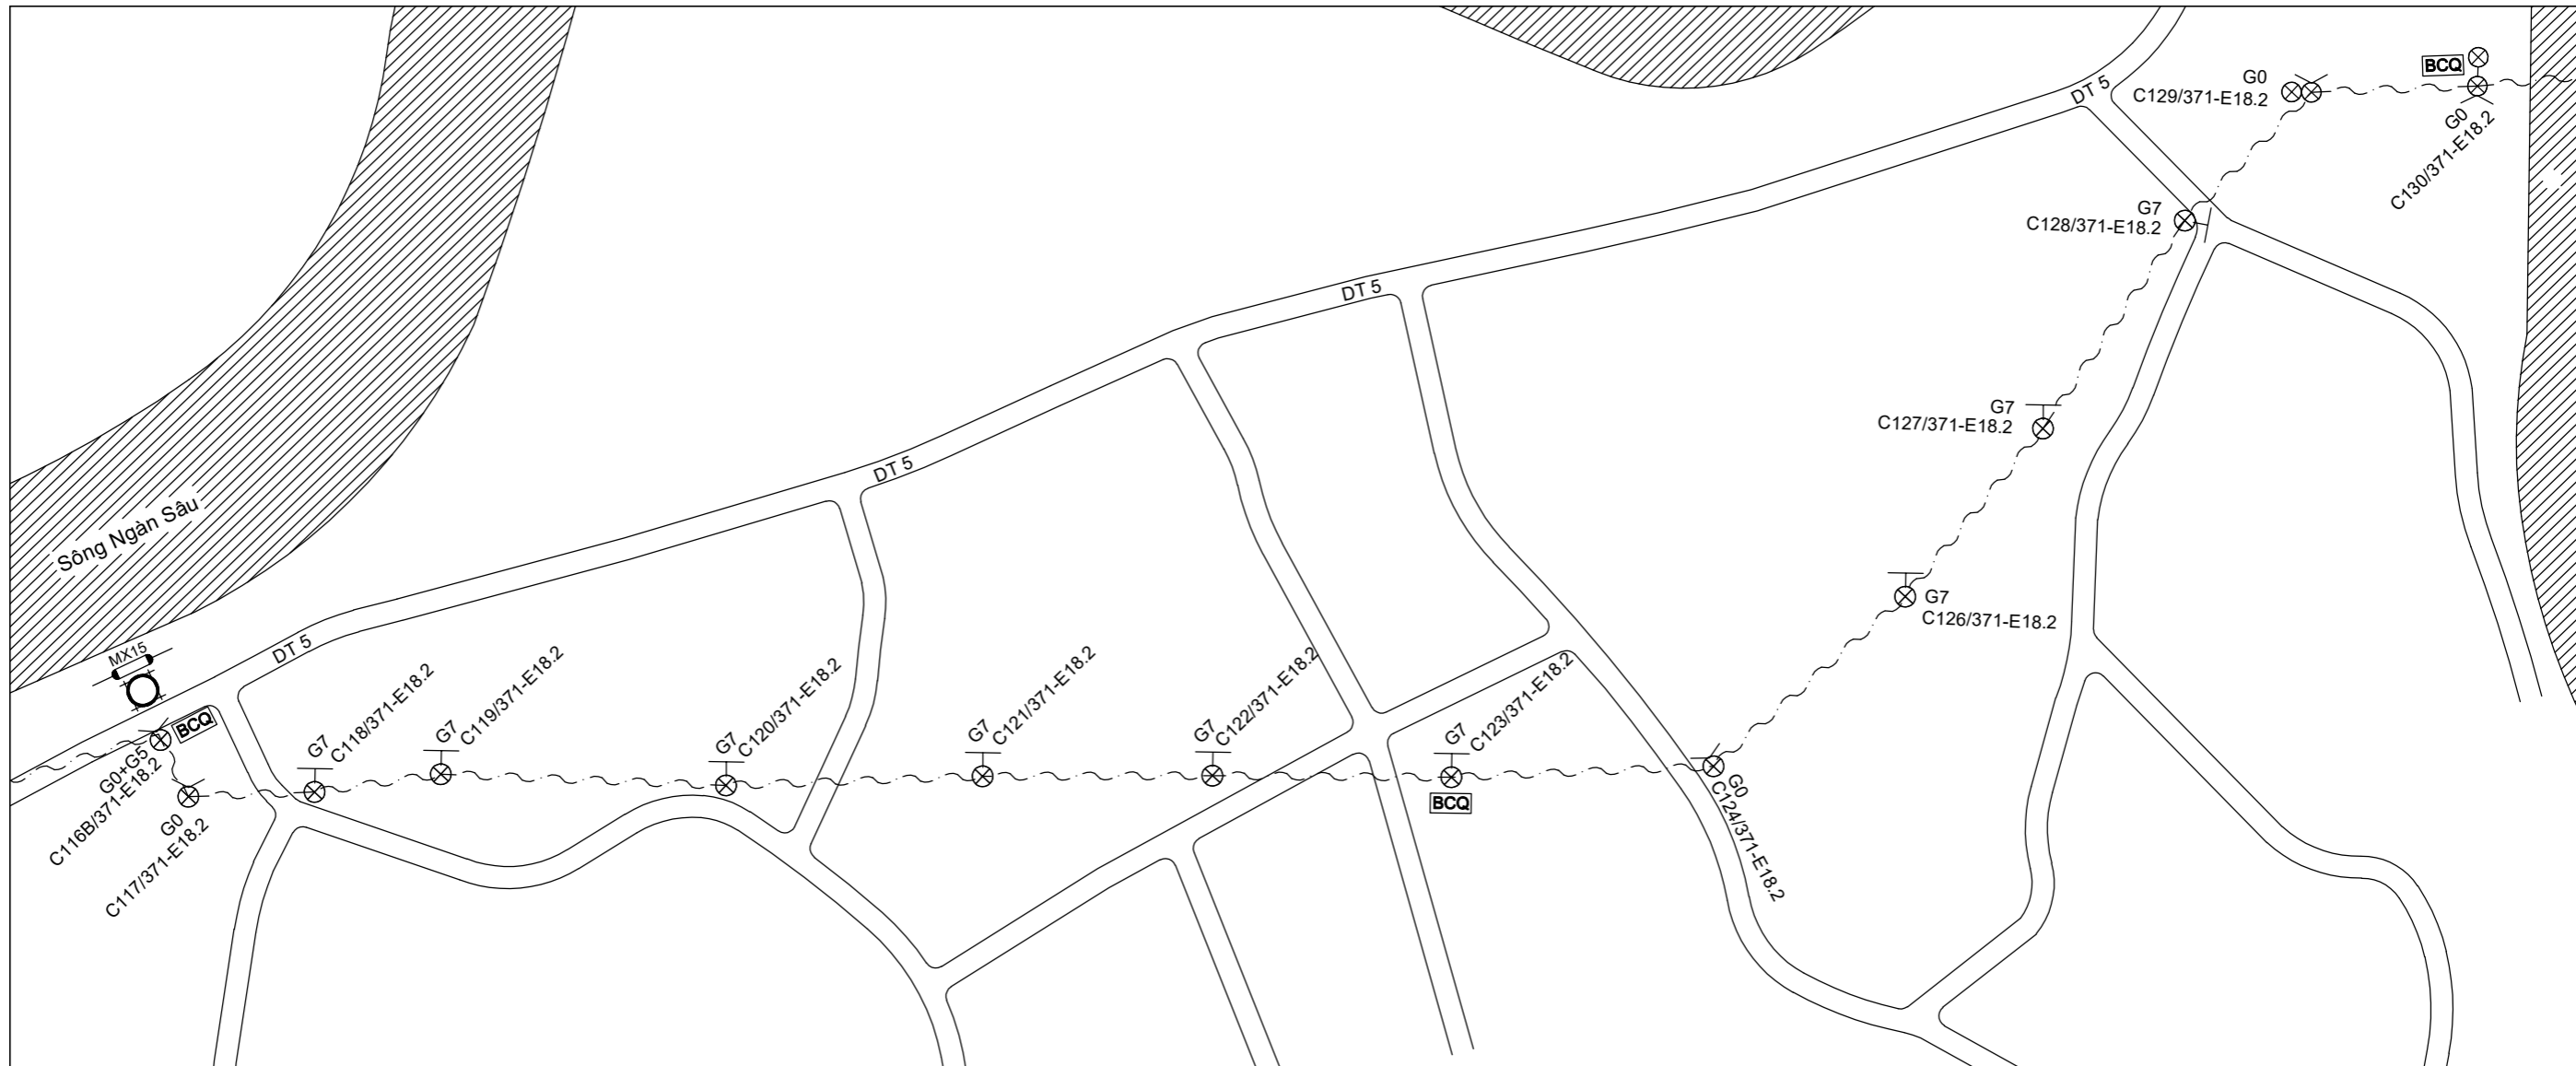 DT 5
G0
C129/371-E18.2
BCQ
G0
C130/371-E18.2
G7
C128/371-E18.2
DT 5
G7
C127/371-E18.2
DT 5
Sông Ngàn Sâu
G7
C126/371-E18.2
DT 5
MX15
BCQ
G0+G5
C116B/371-E18.2
G0
C117/371-E18.2
G7
C118/371-E18.2
G7
C119/371-E18.2
G7
C120/371-E18.2
G7
C121/371-E18.2
G7
C122/371-E18.2
G7
C123/371-E18.2
BCQ
G0
C124/371-E18.2